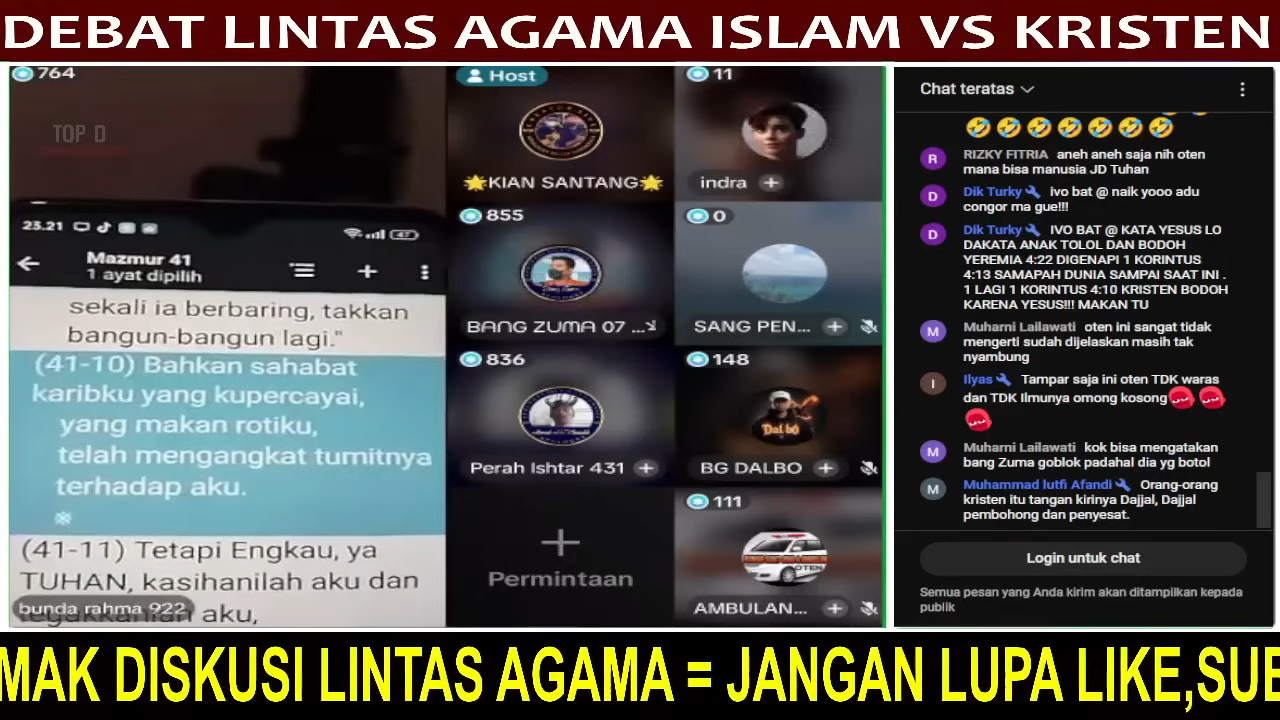 DEBAT LINTAS AGAMA ISLAM VS KRISTEN
764
TOP D
23.21
47
Mazmur 41
1 ayat dipilih
sekali ia berbaring, takkan
bangun-bangun lagi."
(41-10) Bahkan sahabat
karibku yang kupercayai,
yang makan rotiku,
telah mengangkat tumitnya
terhadap aku.
(41-11) Tetapi Engkau, ya
TUHAN, kasihanilah aku dan
tegakkanlah aku,
bunda rahma 922
Host
🌟KIAN SANTANG🌟
11
indra +
855
BANG ZUMA 07 ...
0
SANG PEN... +
836
Perah Ishtar 431 +
148
Dal bo
BG DALBO +
+
Permintaan
111
OTEN
AMBULAN... +
Chat teratas
🤣🤣🤣🤣🤣🤣🤣
R RIZKY FITRIA aneh aneh saja nih oten
mana bisa manusia JD Tuhan
D Dik Turky🔧 ivo bat @ naik yooo adu
congor ma gue!!!
D Dik Turky🔧 IVO BAT @ KATA YESUS LO
DAKATA ANAK TOLOL DAN BODOH
YEREMIA 4:22 DIGENAPI 1 KORINTUS
4:13 SAMAPAH DUNIA SAMPAI SAAT INI .
1 LAGI 1 KORINTUS 4:10 KRISTEN BODOH
KARENA YESUS!!! MAKAN TU
M Muharni Lailawati oten ini sangat tidak
mengerti sudah dijelaskan masih tak
nyambung
I Ilyas🔧 Tampar saja ini oten TDK waras
dan TDK Ilmunya omong kosong
M Muharni Lailawati kok bisa mengatakan
bang Zuma goblok padahal dia yg botol
M Muhammad lutfi Afandi🔧 Orang-orang
kristen itu tangan kirinya Dajjal, Dajjal
pembohong dan penyesat.
Login untuk chat
Semua pesan yang Anda kirim akan ditampilkan kepada
publik
MAK DISKUSI LINTAS AGAMA = JANGAN LUPA LIKE,SUB